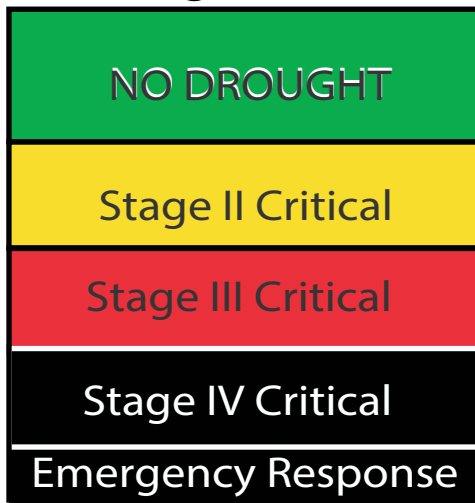 NO DROUGHT
Stage II Critical
Stage III Critical
Stage IV Critical
Emergency Response